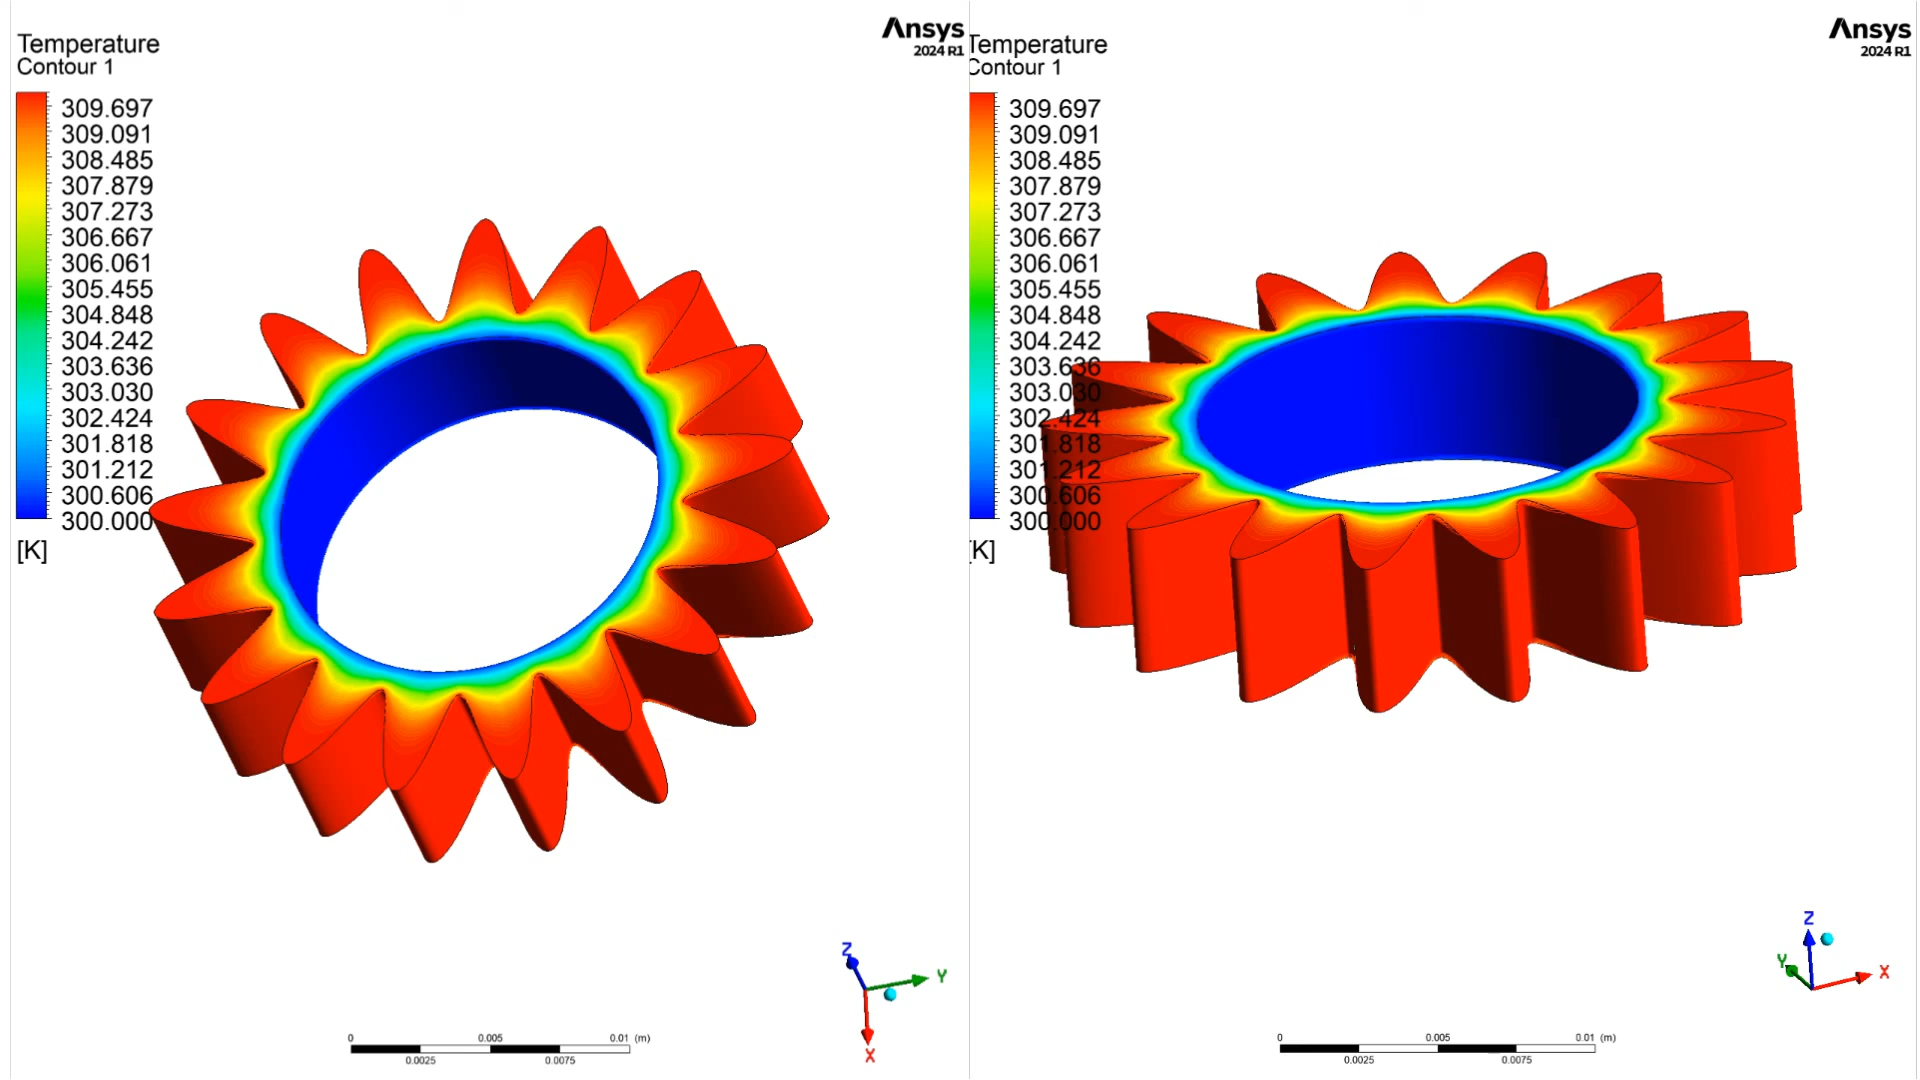 Ansys
2024 R1
Temperature
Contour 1
309.697
309.091
308.485
307.879
307.273
306.667
306.061
305.455
304.848
304.242
303.636
303.030
302.424
301.818
301.212
300.606
300.000
[K]
Z
Y
X
0 0.005 0.01 (m)
0.0025 0.0075
Ansys
2024 R1
Temperature
Contour 1
309.697
309.091
308.485
307.879
307.273
306.667
306.061
305.455
304.848
304.242
303.636
303.030
302.424
301.818
301.212
300.606
300.000
[K]
Z
Y
X
0 0.005 0.01 (m)
0.0025 0.0075